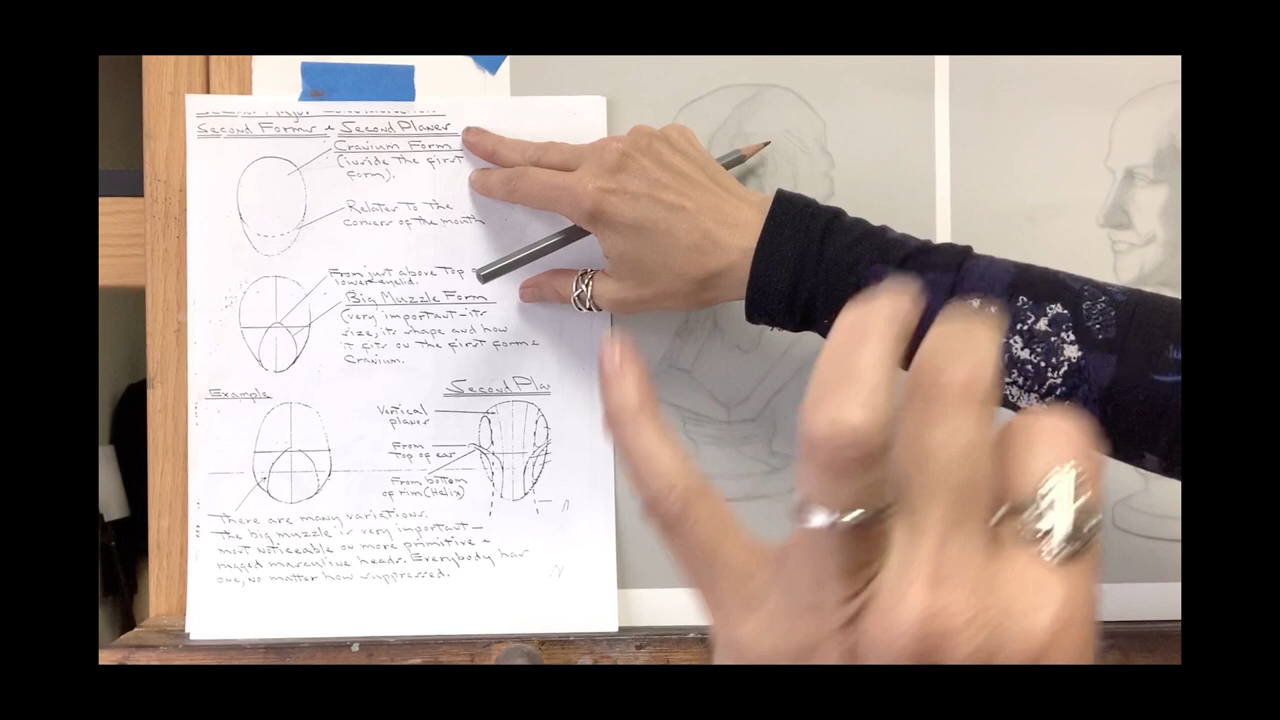 Second Forms & Second Planes
Cranium Form
(inside the first
form).
Relates to the
corners of the mouth
From just above Top
lower eyelid.
Big Muzzle Form
(very important - its
size, its shape and how
it fits on the first form &
Cranium.
Example
Second Pla
Vertical
planes
From
Top of ear
From bottom
of rim (Helix)
There are many variations.
The big muzzle is very important —
most noticeable on more primitive &
rugged masculine heads. Everybody has
one, no matter how suppressed.